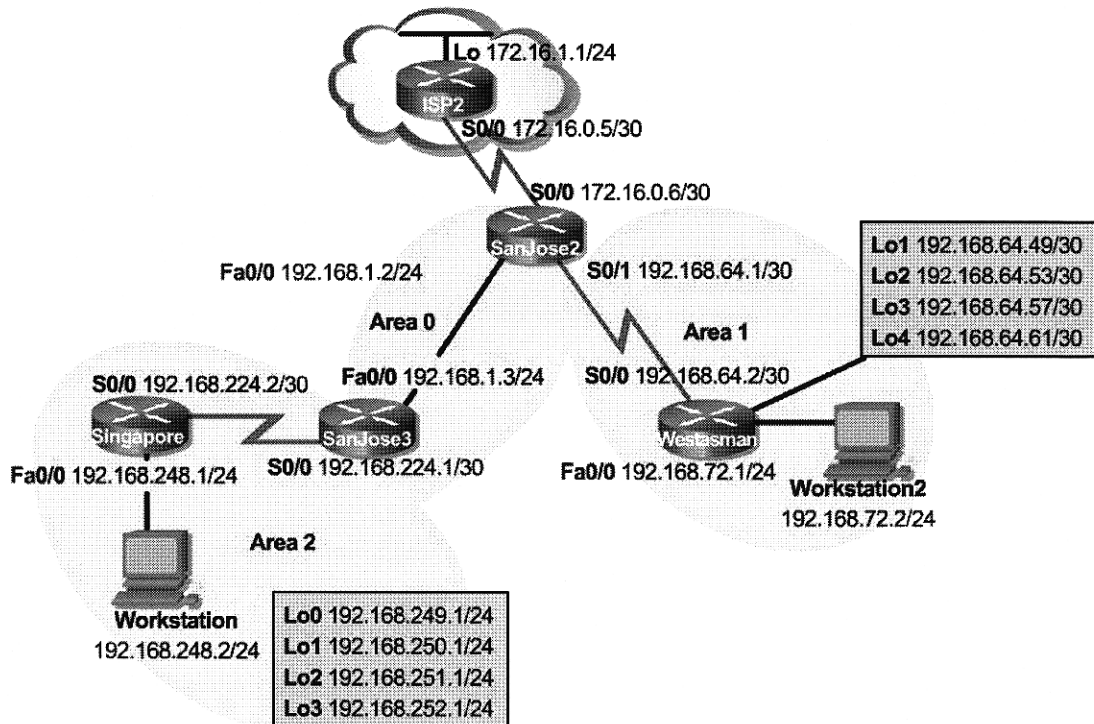 Lo 172.16.1.1/24
ISP2
S0/0 172.16.0.5/30
S0/0 172.16.0.6/30
SanJose2
Fa0/0 192.168.1.2/24
S0/1 192.168.64.1/30
Lo1 192.168.64.49/30
Lo2 192.168.64.53/30
Lo3 192.168.64.57/30
Lo4 192.168.64.61/30
Area 0
Area 1
S0/0 192.168.224.2/30
Fa0/0 192.168.1.3/24
S0/0 192.168.64.2/30
Singapore
SanJose3
Westasman
Fa0/0 192.168.248.1/24
S0/0 192.168.224.1/30
Fa0/0 192.168.72.1/24
Workstation2
192.168.72.2/24
Area 2
Workstation
192.168.248.2/24
Lo0 192.168.249.1/24
Lo1 192.168.250.1/24
Lo2 192.168.251.1/24
Lo3 192.168.252.1/24